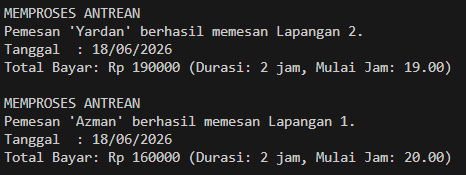 MEMPROSES ANTREAN
Pemesan 'Yardan' berhasil memesan Lapangan 2.
Tanggal  : 18/06/2026
Total Bayar: Rp 190000 (Durasi: 2 jam, Mulai Jam: 19.00)

MEMPROSES ANTREAN
Pemesan 'Azman' berhasil memesan Lapangan 1.
Tanggal  : 18/06/2026
Total Bayar: Rp 160000 (Durasi: 2 jam, Mulai Jam: 20.00)